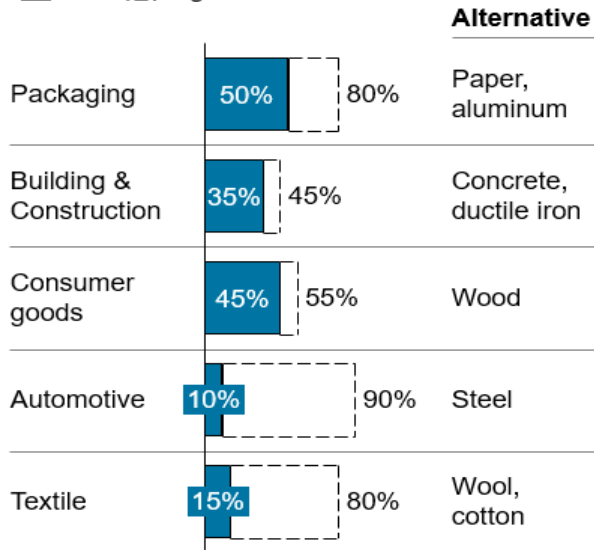 Alternative
Packaging
50%
80%
Paper,
aluminum
Building &
Construction
35%
45%
Concrete,
ductile iron
Consumer
goods
45%
55%
Wood
Automotive
10%
90%
Steel
Textile
15%
80%
Wool,
cotton